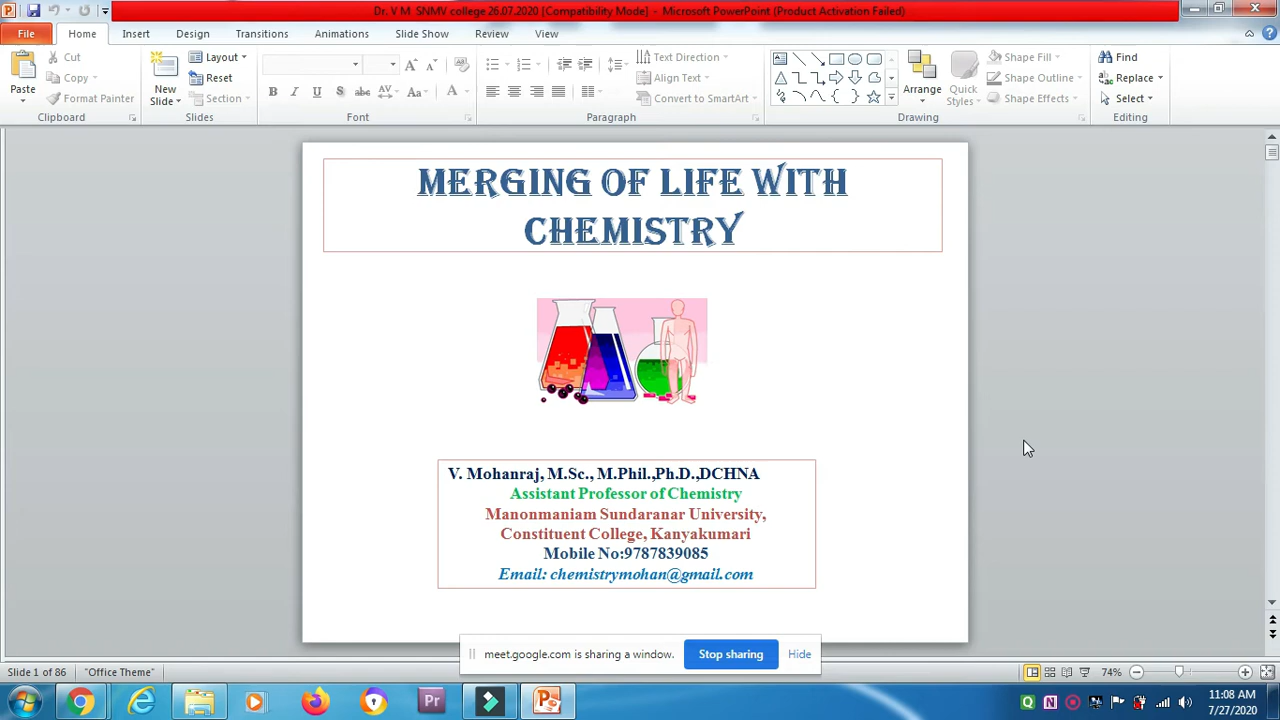 Dr. V M SNMV college 26.07.2020 [Compatibility Mode] - Microsoft PowerPoint (Product Activation Failed)
File Home Insert Design Transitions Animations Slide Show Review View
Cut
Copy
Format Painter
Paste
Clipboard
New Slide
Layout
Reset
Section
Slides
B I U S abc AV Aa A
Font
Text Direction
Align Text
Convert to SmartArt
Paragraph
Arrange
Quick Styles
Shape Fill
Shape Outline
Shape Effects
Drawing
Find
Replace
Select
Editing
MERGING OF LIFE WITH
CHEMISTRY
V. Mohanraj, M.Sc., M.Phil.,Ph.D.,DCHNA
Assistant Professor of Chemistry
Manonmaniam Sundaranar University,
Constituent College, Kanyakumari
Mobile No:9787839085
Email: chemistrymohan@gmail.com
meet.google.com is sharing a window. Stop sharing Hide
Slide 1 of 86 "Office Theme" 74%
Pr
11:08 AM
7/27/2020